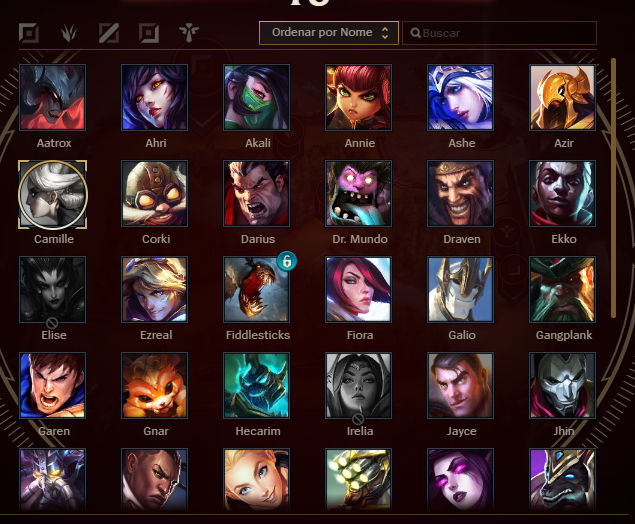 Ordenar por Nome
Buscar
Aatrox Ahri Akali Annie Ashe Azir
Camille Corki Darius Dr. Mundo Draven Ekko
6
Elise Ezreal Fiddlesticks Fiora Galio Gangplank
Garen Gnar Hecarim Irelia Jayce Jhin